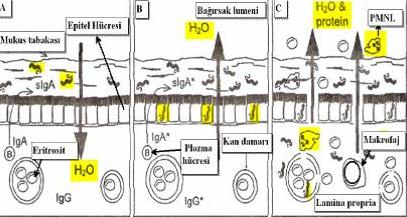 A
Epitel Hücresi
Mukus tabakası
sIgA
IgA
B
Eritrosit
H₂O
IgG
B
Bağırsak lumeni
H₂O
sIgA*
IgA*
B
Plazma
hücresi
Kan damarı
IgG*
C
H₂O &
protein
PMNL
Makrofaj
Lamina propria